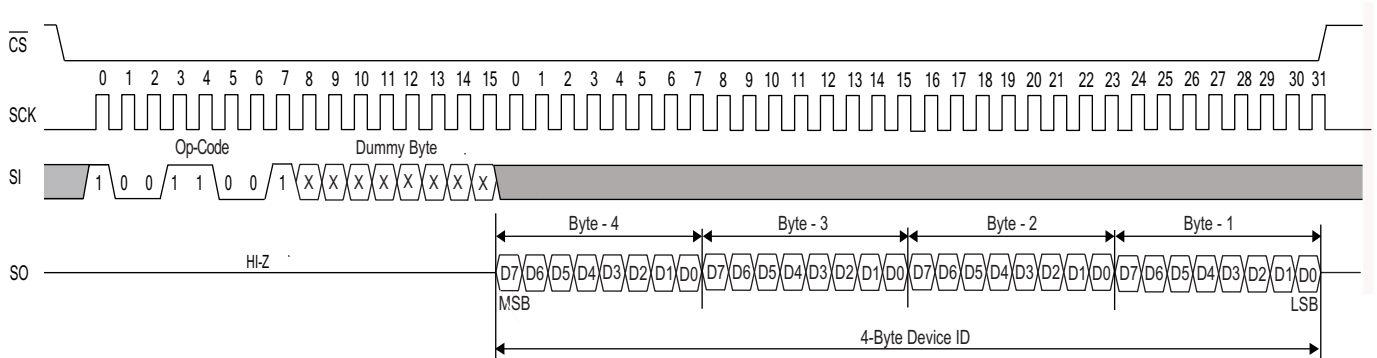 CS
0 1 2 3 4 5 6 7 8 9 10 11 12 13 14 15 0 1 2 3 4 5 6 7 8 9 10 11 12 13 14 15 16 17 18 19 20 21 22 23 24 25 26 27 28 29 30 31
SCK
Op-Code Dummy Byte
SI 1 0 0 1 1 0 0 1 X X X X X X X X
Byte - 4 Byte - 3 Byte - 2 Byte - 1
SO HI-Z D7 D6 D5 D4 D3 D2 D1 D0 D7 D6 D5 D4 D3 D2 D1 D0 D7 D6 D5 D4 D3 D2 D1 D0 D7 D6 D5 D4 D3 D2 D1 D0
MSB LSB
4-Byte Device ID